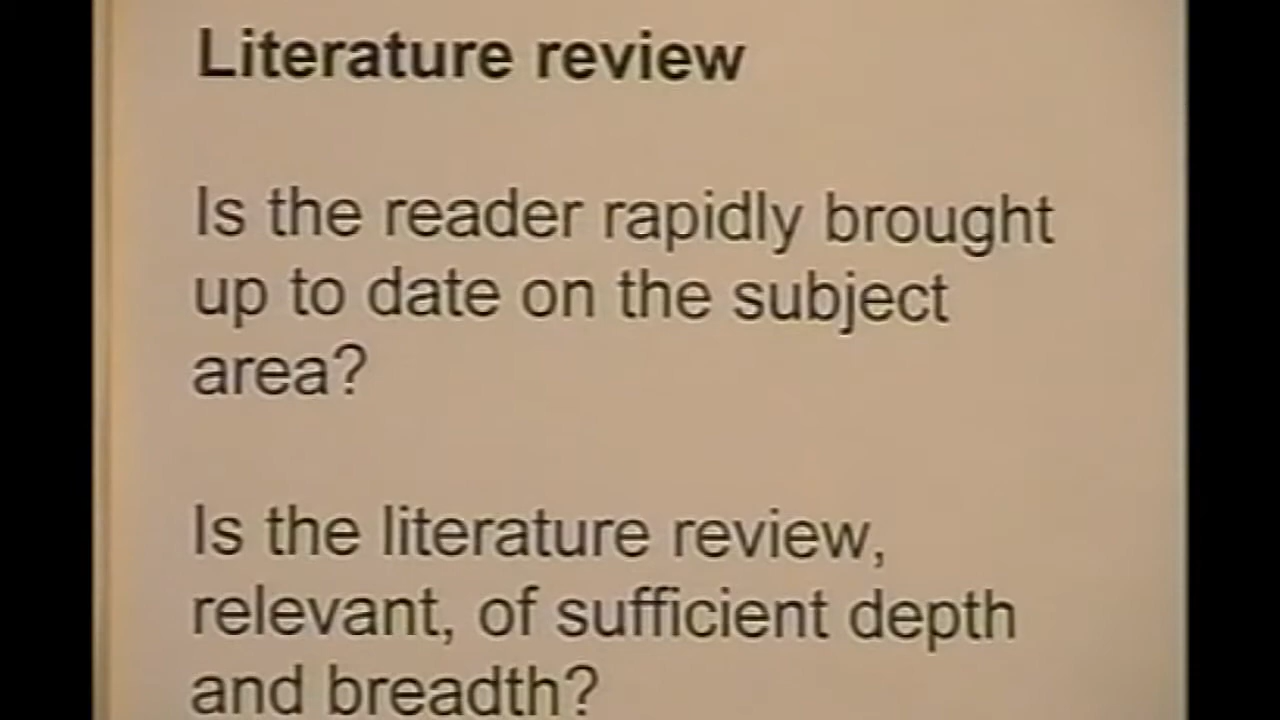 Literature review
Is the reader rapidly brought
up to date on the subject
area?
Is the literature review,
relevant, of sufficient depth
and breadth?